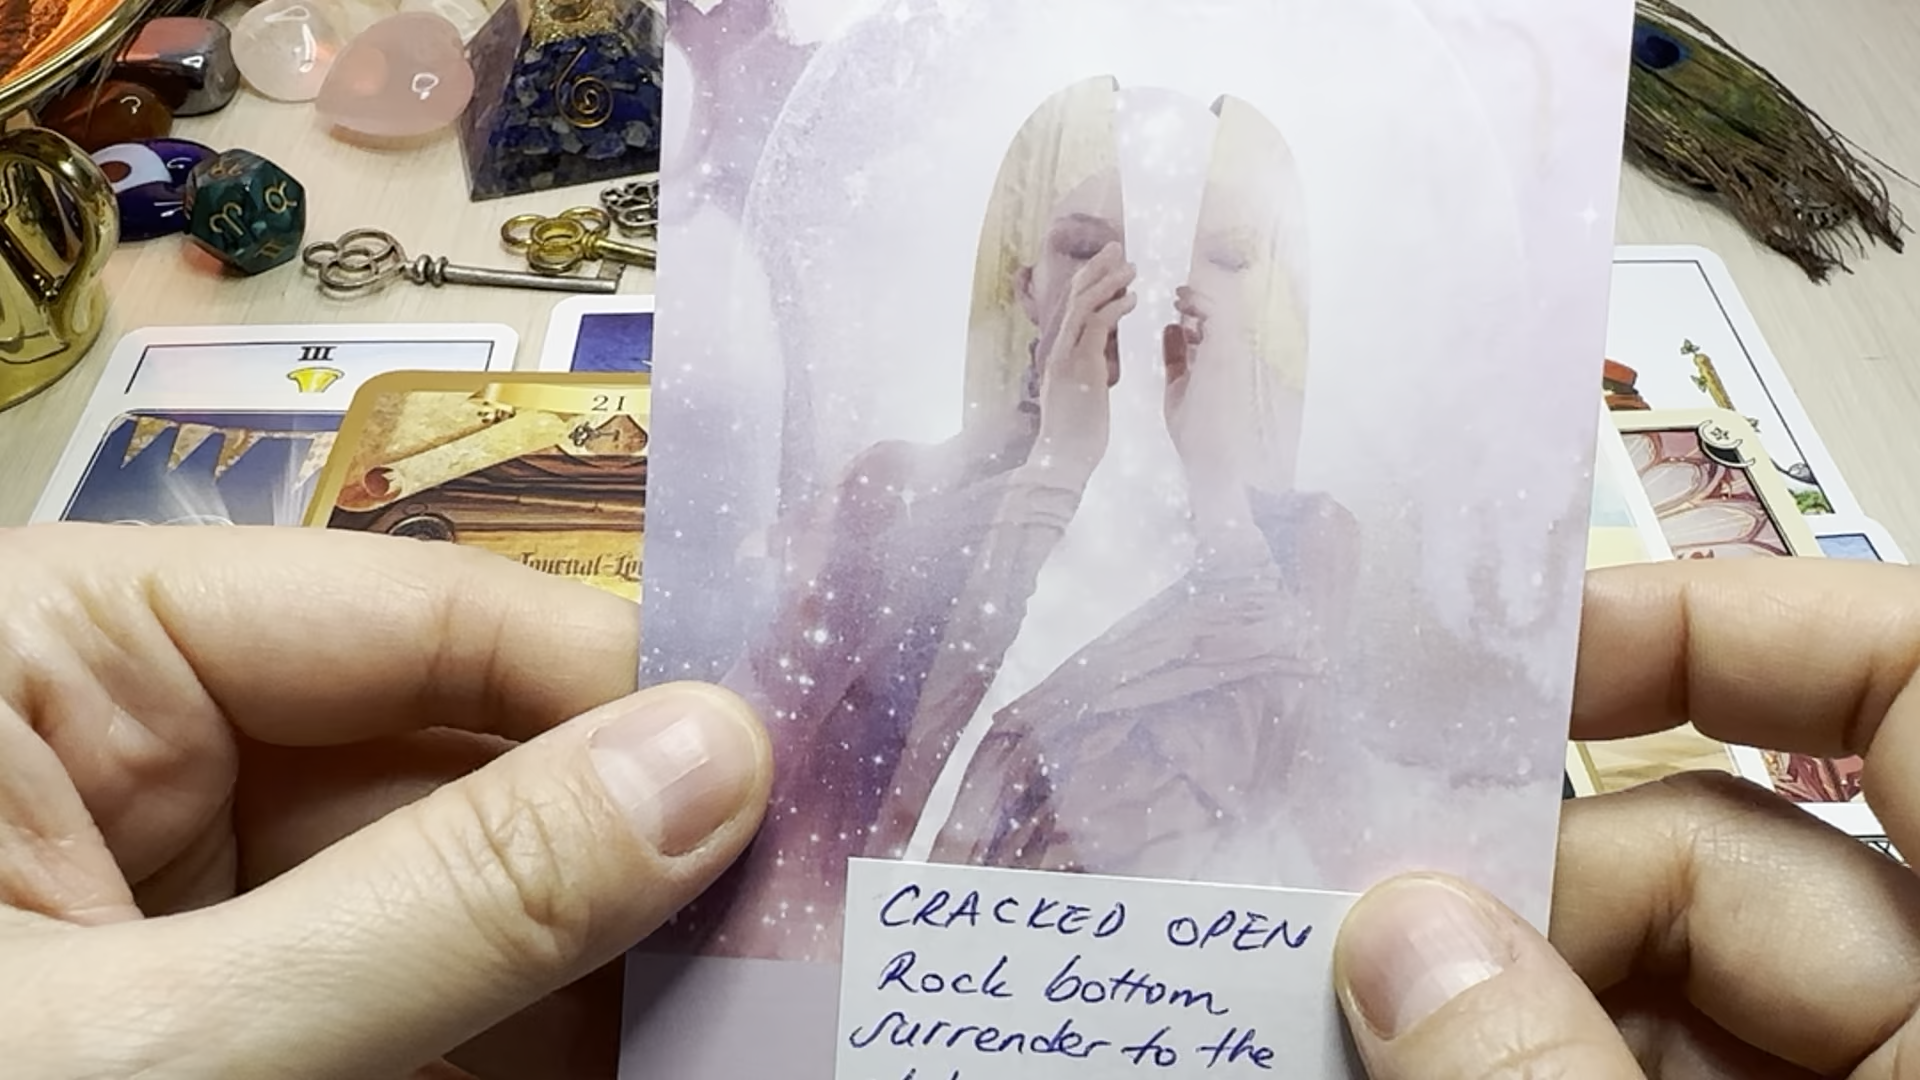 III
21
Journal
CRACKED OPEN
Rock bottom
surrender to the